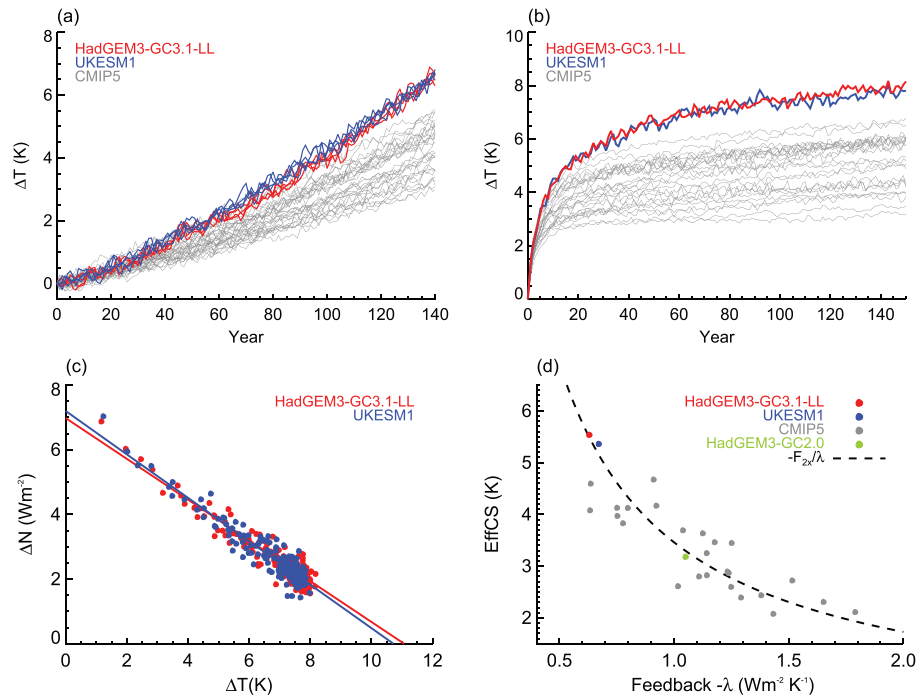 (a)
HadGEM3-GC3.1-LL
UKESM1
CMIP5
8
6
4
2
0
ΔT (K)
0 20 40 60 80 100 120 140
Year
(b)
HadGEM3-GC3.1-LL
UKESM1
CMIP5
10
8
6
4
2
0
ΔT (K)
0 20 40 60 80 100 120 140
Year
(c)
HadGEM3-GC3.1-LL
UKESM1
8
6
4
2
0
ΔN (Wm⁻²)
0 2 4 6 8 10 12
ΔT(K)
(d)
HadGEM3-GC3.1-LL
UKESM1
CMIP5
HadGEM3-GC2.0
-F₂ₓ/λ
6
5
4
3
2
EffCS (K)
0.5 1.0 1.5 2.0
Feedback -λ (Wm⁻² K⁻¹)